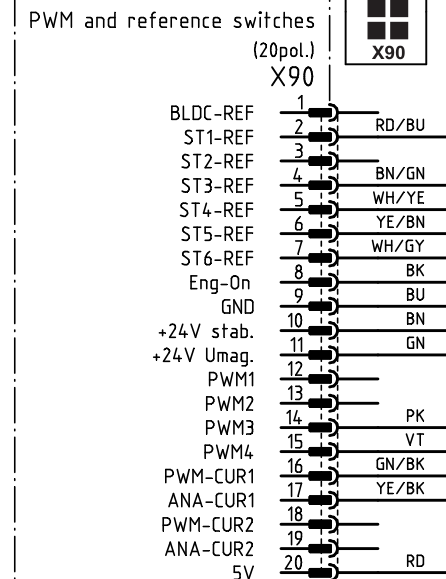 PWM and reference switches
(20pol.)
X90
X90
BLDC-REF 1
ST1-REF 2 RD/BU
ST2-REF 3
ST3-REF 4 BN/GN
ST4-REF 5 WH/YE
ST5-REF 6 YE/BN
ST6-REF 7 WH/GY
Eng-On 8 BK
GND 9 BU
+24V stab. 10 BN
+24V Umag. 11 GN
PWM1 12
PWM2 13
PWM3 14 PK
PWM4 15 VT
PWM-CUR1 16 GN/BK
ANA-CUR1 17 YE/BK
PWM-CUR2 18
ANA-CUR2 19
5V 20 RD